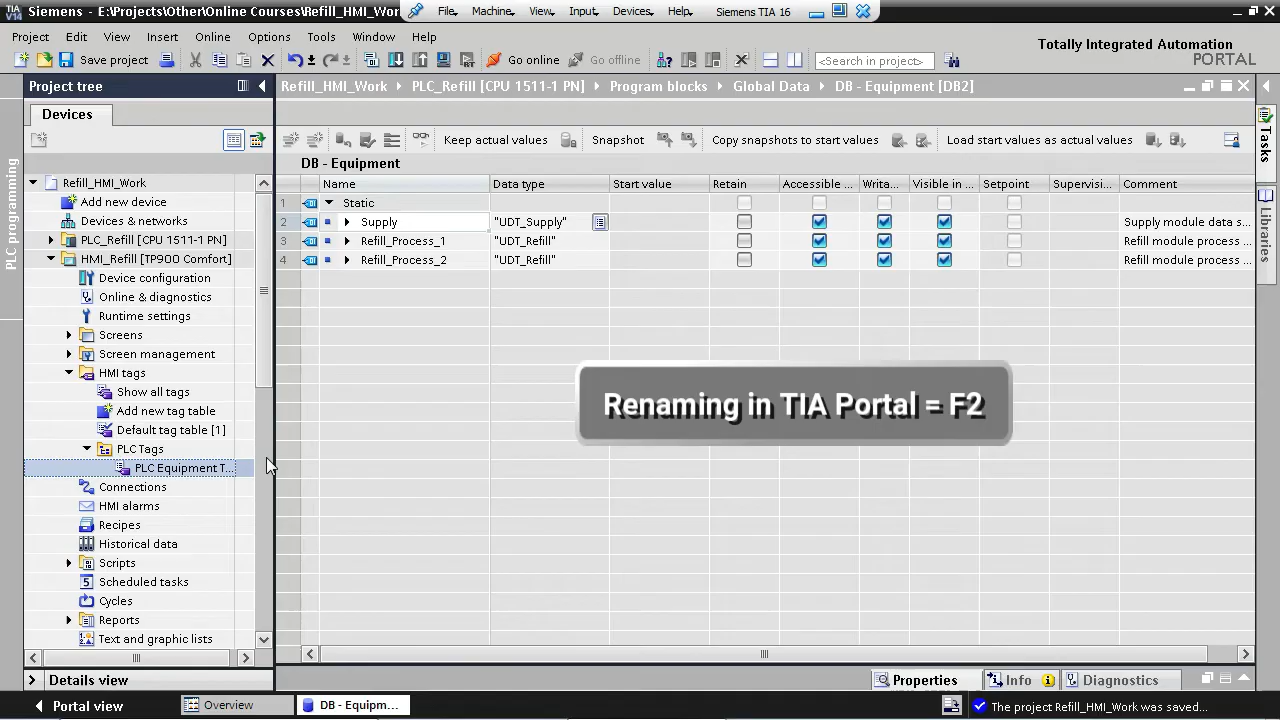 TIA V14 Siemens - E:\Projects\Other\Online Courses\Refill_HMI_Wor
File Machine View Input Devices Help Siemens TIA 16
Project Edit View Insert Online Options Tools Window Help
Save project Go online Go offline <Search in project>
Totally Integrated Automation
PORTAL
Project tree
Refill_HMI_Work PLC_Refill [CPU 1511-1 PN] Program blocks Global Data DB - Equipment [DB2]
Devices
Keep actual values Snapshot Copy snapshots to start values Load start values as actual values
DB - Equipment
Name Data type Start value Retain Accessible ... Writa... Visible in ... Setpoint Supervisi... Comment
1 Static
2 Supply "UDT_Supply" Supply module data s...
3 Refill_Process_1 "UDT_Refill" Refill module process ...
4 Refill_Process_2 "UDT_Refill" Refill module process ...
Renaming in TIA Portal = F2
PLC programming
Refill_HMI_Work
Add new device
Devices & networks
PLC_Refill [CPU 1511-1 PN]
HMI_Refill [TP900 Comfort]
Device configuration
Online & diagnostics
Runtime settings
Screens
Screen management
HMI tags
Show all tags
Add new tag table
Default tag table [1]
PLC Tags
PLC Equipment T...
Connections
HMI alarms
Recipes
Historical data
Scripts
Scheduled tasks
Cycles
Reports
Text and graphic lists
Tasks
Libraries
Details view
Properties Info Diagnostics
Portal view Overview DB - Equipm...
The project Refill_HMI_Work was saved...